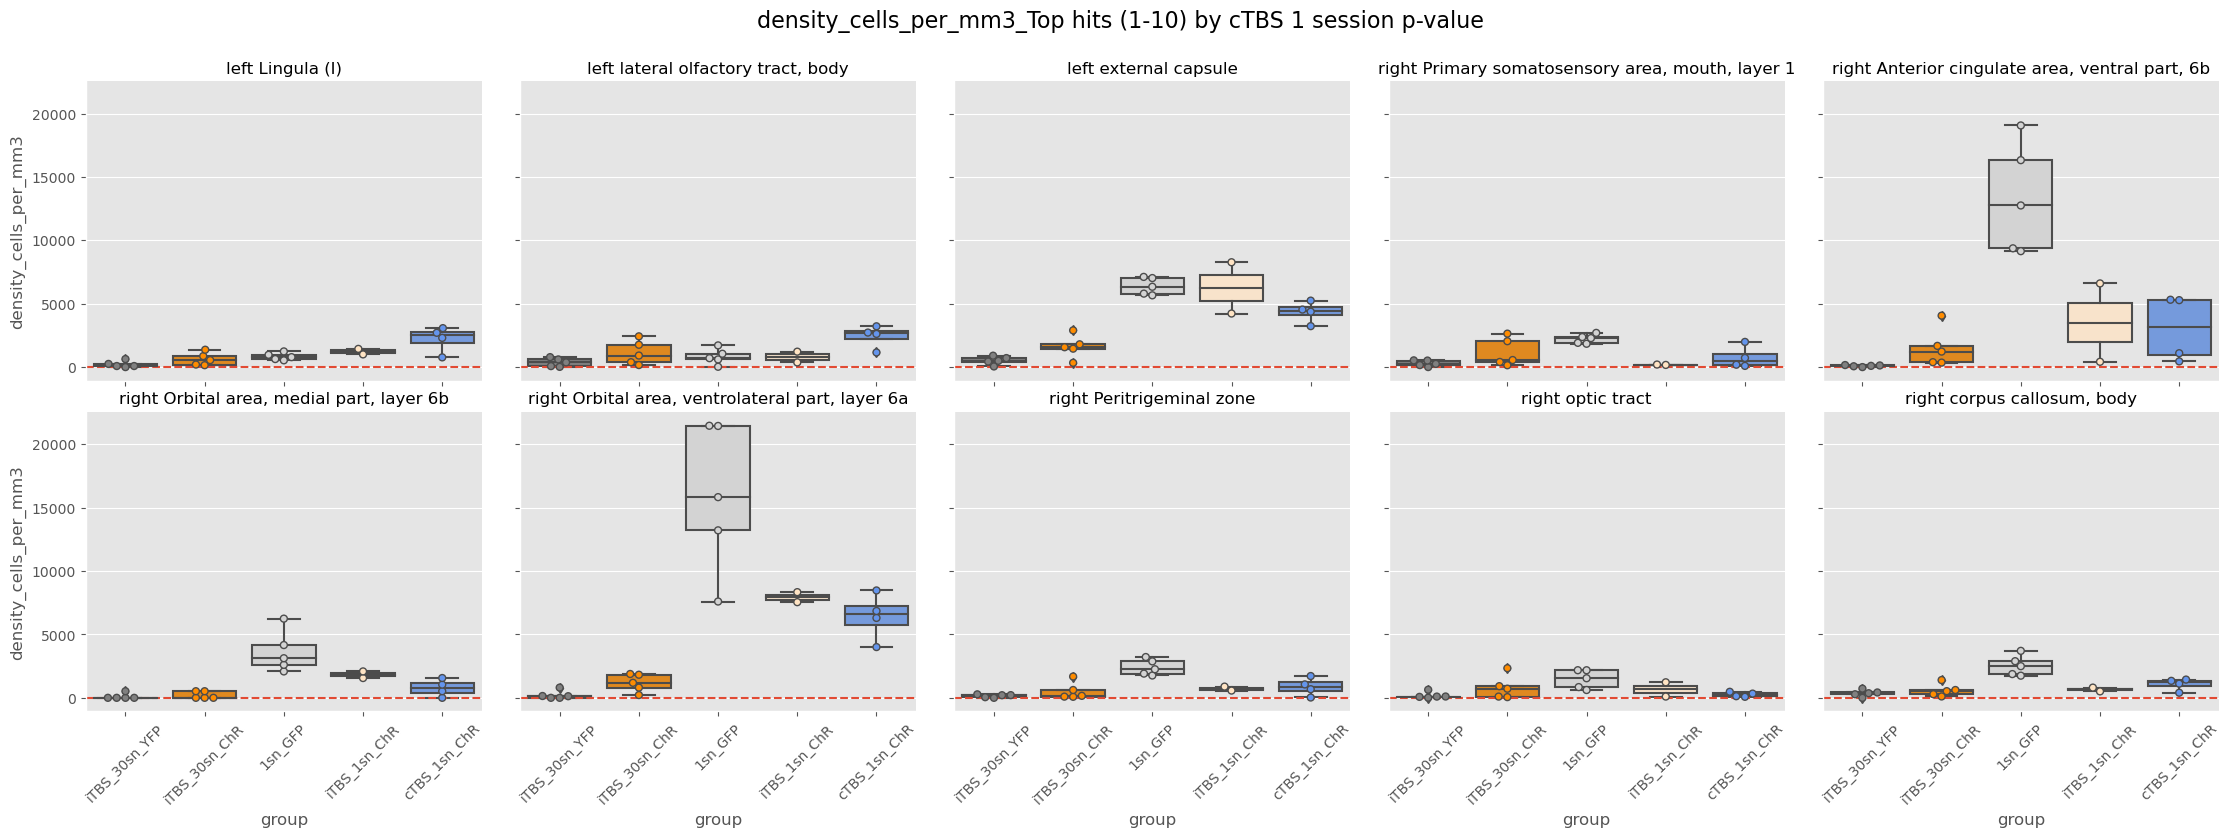 density_cells_per_mm3_Top hits (1-10) by cTBS 1 session p-value
left Lingula (I)
left lateral olfactory tract, body
left external capsule
right Primary somatosensory area, mouth, layer 1
right Anterior cingulate area, ventral part, 6b
density_cells_per_mm3
20000
15000
10000
5000
0
right Orbital area, medial part, layer 6b
right Orbital area, ventrolateral part, layer 6a
right Peritrigeminal zone
right optic tract
right corpus callosum, body
density_cells_per_mm3
20000
15000
10000
5000
0
iTBS_30sn_YFP
iTBS_30sn_ChR
1sn_GFP
iTBS_1sn_ChR
cTBS_1sn_ChR
group
iTBS_30sn_YFP
iTBS_30sn_ChR
1sn_GFP
iTBS_1sn_ChR
cTBS_1sn_ChR
group
iTBS_30sn_YFP
iTBS_30sn_ChR
1sn_GFP
iTBS_1sn_ChR
cTBS_1sn_ChR
group
iTBS_30sn_YFP
iTBS_30sn_ChR
1sn_GFP
iTBS_1sn_ChR
cTBS_1sn_ChR
group
iTBS_30sn_YFP
iTBS_30sn_ChR
1sn_GFP
iTBS_1sn_ChR
cTBS_1sn_ChR
group